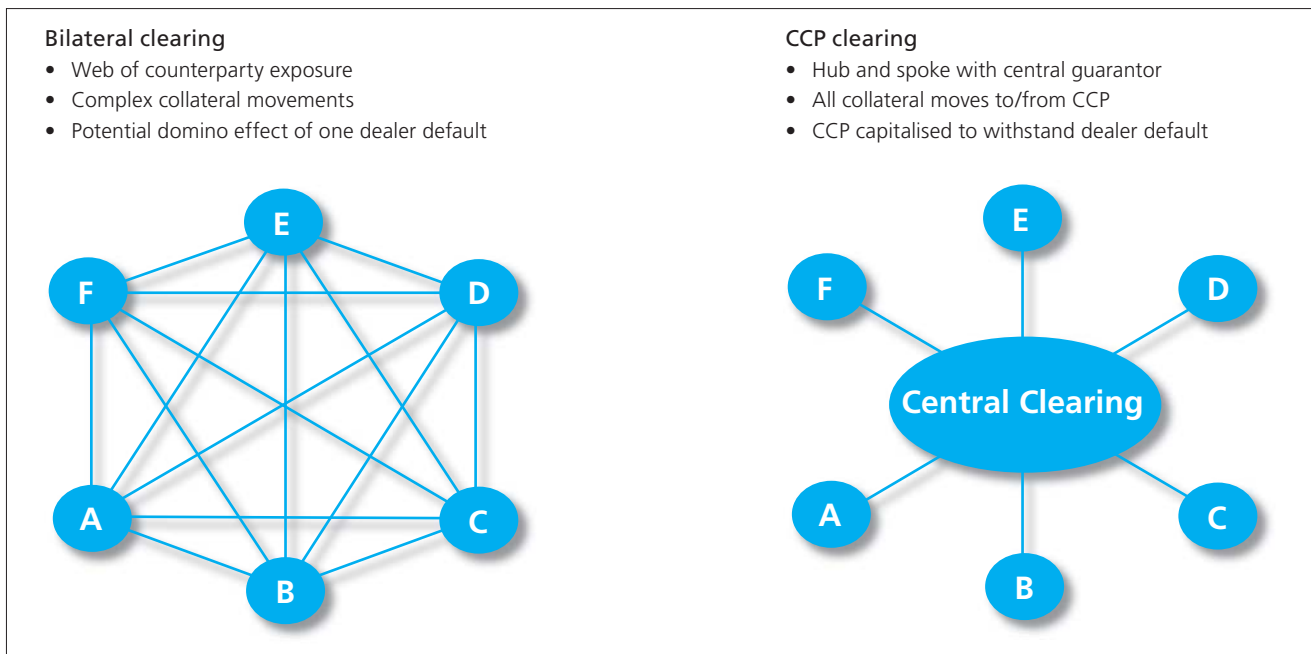 Bilateral clearing
• Web of counterparty exposure
• Complex collateral movements
• Potential domino effect of one dealer default
E
F
D
A
C
B
CCP clearing
• Hub and spoke with central guarantor
• All collateral moves to/from CCP
• CCP capitalised to withstand dealer default
E
F
D
Central Clearing
A
C
B